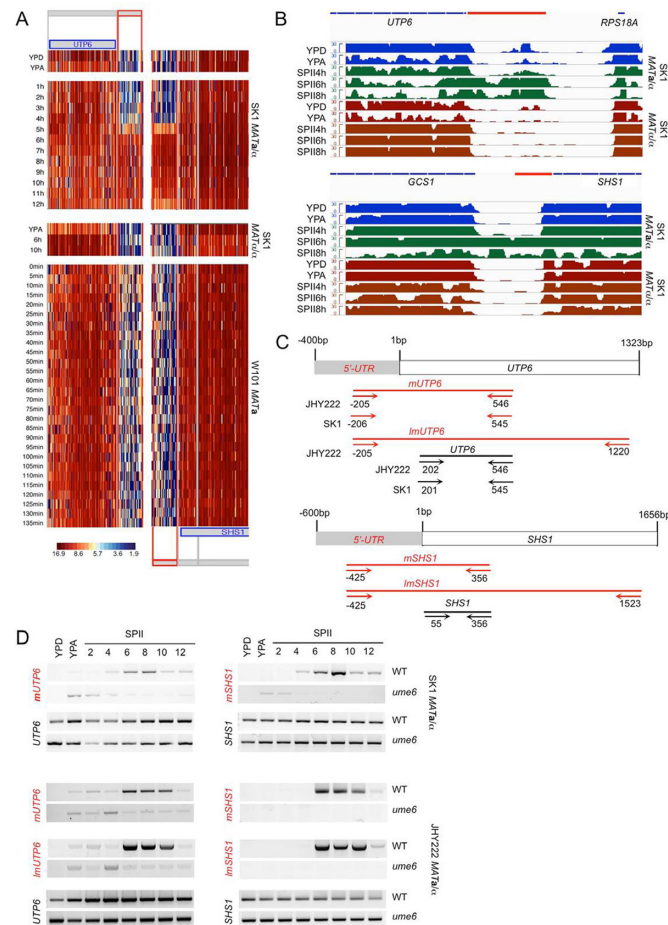 A
UTP6
YPD
YPA
1h
2h
3h
4h
5h
6h
7h
8h
9h
10h
11h
12h
SK1
MATa/α
YPA
6h
10h
SK1
MATα/α
0min
5min
10min
15min
20min
25min
30min
35min
40min
45min
50min
55min
60min
65min
70min
75min
80min
85min
90min
95min
100min
105min
110min
115min
120min
125min
130min
135min
W101 MATa
16.9 8.6 5.7 3.9 1.9
SHS1
B
UTP6 RPS18A
YPD
YPA
SPII4h
SPII6h
SPII8h
YPD
YPA
SPII4h
SPII6h
SPII8h
MATa/α
SK1
MATα/α
SK1
GCS1 SHS1
YPD
YPA
SPII4h
SPII6h
SPII8h
YPD
YPA
SPII4h
SPII6h
SPII8h
MATa/α
SK1
MATα/α
SK1
C
-400bp 1bp 1323bp
5'-UTR UTP6
mUTP6
JHY222 -205 546
SK1 -206 545
lmUTP6
JHY222 -205 1220
UTP6
JHY222 202 546
SK1 201 545
-600bp 1bp 1656bp
5'-UTR SHS1
mSHS1
-425 356
lmSHS1
-425 1523
SHS1
55 356
D
YPD YPA SPII 2 4 6 8 10 12
YPD YPA SPII 2 4 6 8 10 12
mUTP6 mSHS1 WT
ume6
UTP6 SHS1 WT
ume6
SK1 MATa/α
mUTP6 mSHS1 WT
ume6
lmUTP6 lmSHS1 WT
ume6
UTP6 SHS1 WT
ume6
JHY222 MATa/α